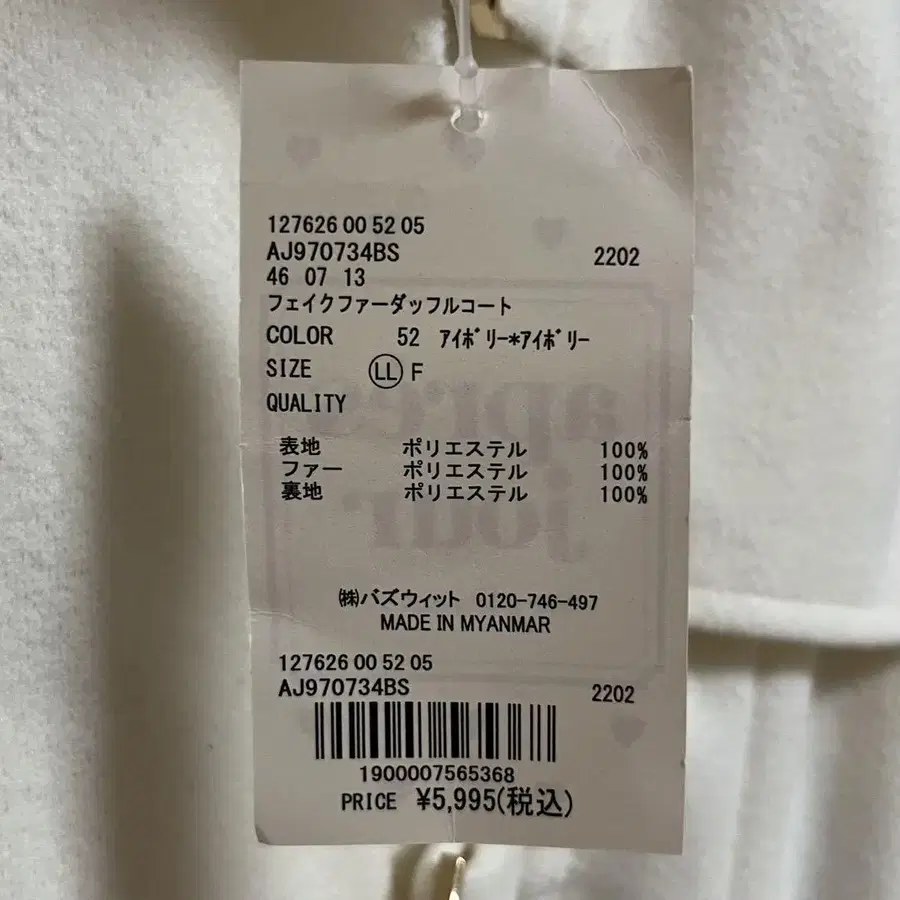 127626 00 52 05
AJ970734BS 2202
46 07 13
フェイクファーダッフルコート
COLOR 52 ｱｲﾎﾞﾘｰ*ｱｲﾎﾞﾘｰ
SIZE LL F
QUALITY
表地 ポリエステル 100%
ファー ポリエステル 100%
裏地 ポリエステル 100%
㈱バズウィット 0120-746-497
MADE IN MYANMAR
127626 00 52 05
AJ970734BS 2202
1900007565368
PRICE ¥5,995(税込)